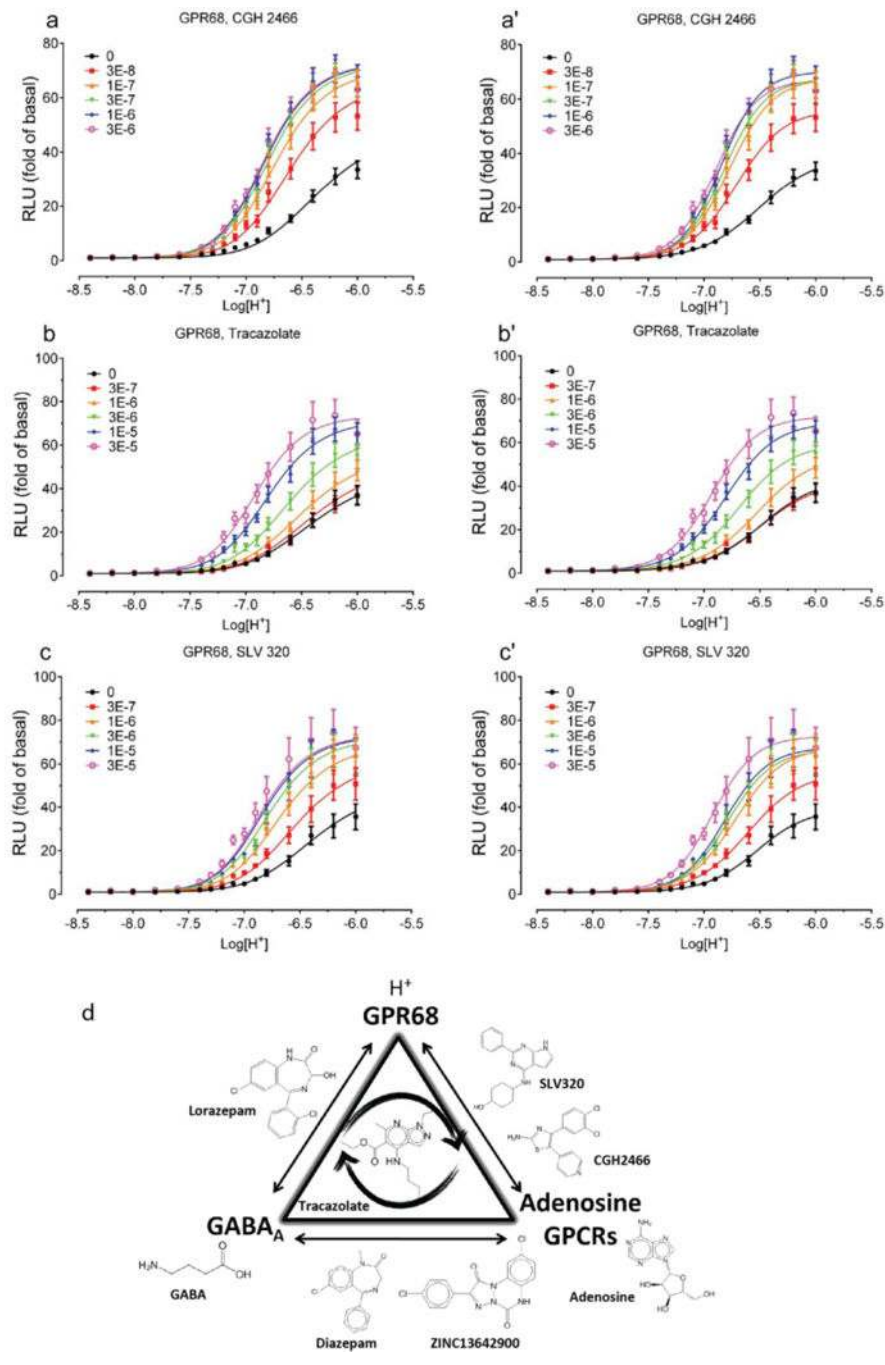 a
GPR68, CGH 2466
80
60
40
20
0
RLU (fold of basal)
0
3E-8
1E-7
3E-7
1E-6
3E-6
-8.5 -8.0 -7.5 -7.0 -6.5 -6.0 -5.5
Log[H+]
a'
GPR68, CGH 2466
80
60
40
20
0
RLU (fold of basal)
0
3E-8
1E-7
3E-7
1E-6
3E-6
-8.5 -8.0 -7.5 -7.0 -6.5 -6.0 -5.5
Log[H+]
b
GPR68, Tracazolate
100
80
60
40
20
0
RLU (fold of basal)
0
3E-7
1E-6
3E-6
1E-5
3E-5
-8.5 -8.0 -7.5 -7.0 -6.5 -6.0 -5.5
Log[H+]
b'
GPR68, Tracazolate
100
80
60
40
20
0
RLU (fold of basal)
0
3E-7
1E-6
3E-6
1E-5
3E-5
-8.5 -8.0 -7.5 -7.0 -6.5 -6.0 -5.5
Log[H+]
c
GPR68, SLV 320
100
80
60
40
20
0
RLU (fold of basal)
0
3E-7
1E-6
3E-6
1E-5
3E-5
-8.5 -8.0 -7.5 -7.0 -6.5 -6.0 -5.5
Log[H+]
c'
GPR68, SLV 320
100
80
60
40
20
0
RLU (fold of basal)
0
3E-7
1E-6
3E-6
1E-5
3E-5
-8.5 -8.0 -7.5 -7.0 -6.5 -6.0 -5.5
Log[H+]
d
H+
GPR68
Lorazepam
SLV320
CGH2466
Tracazolate
GABAA
Adenosine
GPCRs
GABA
Diazepam
ZINC13642900
Adenosine